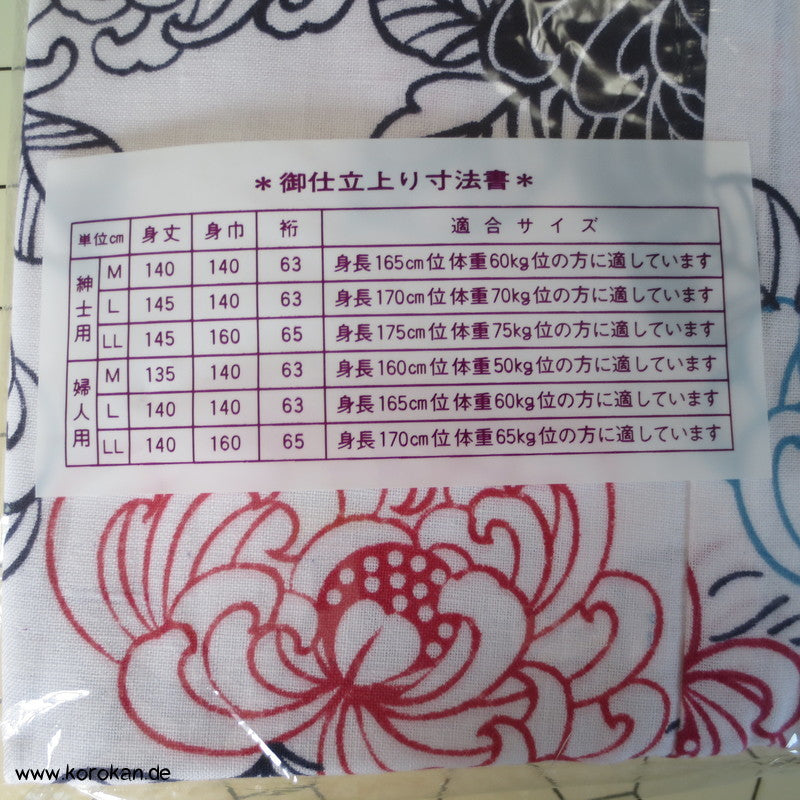 ＊御仕立上り寸法書＊
単位cm 身丈 身巾 裄 適合サイズ
紳士用 M 140 140 63 身長165cm位体重60kg位の方に適しています
L 145 140 63 身長170cm位体重70kg位の方に適しています
LL 145 160 65 身長175cm位体重75kg位の方に適しています
婦人用 M 135 140 63 身長160cm位体重50kg位の方に適しています
L 140 140 63 身長165cm位体重60kg位の方に適しています
LL 140 160 65 身長170cm位体重65kg位の方に適しています
www.korokan.de